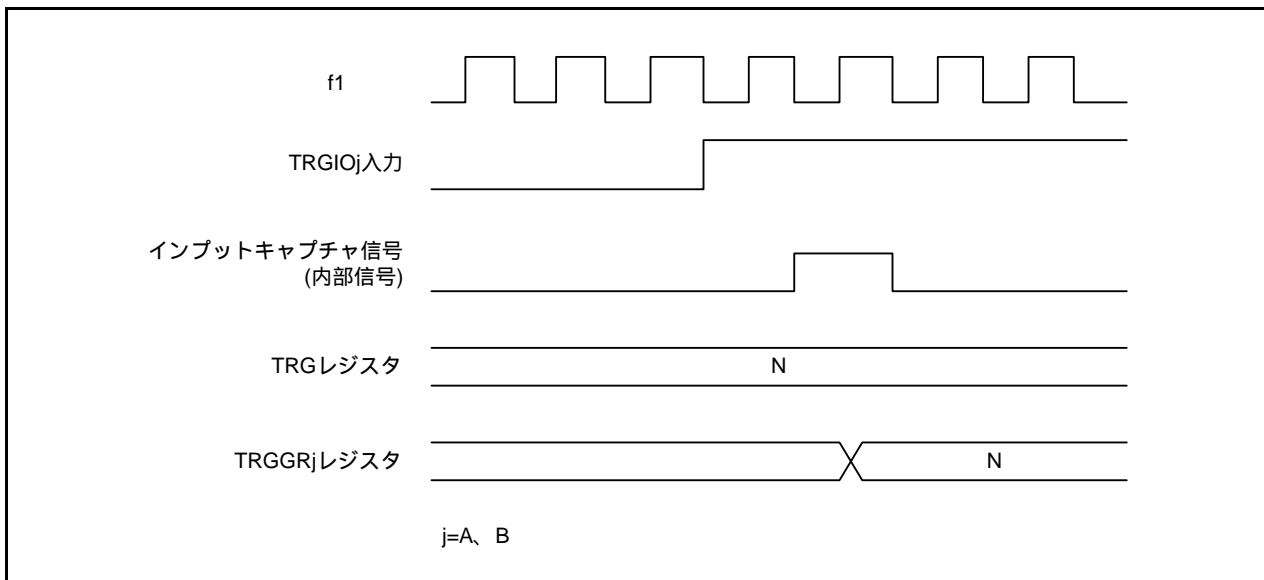 f1
TRGIOj入力
インプットキャプチャ信号
(内部信号)
TRGレジスタ
N
TRGGRjレジスタ
N
j=A、B